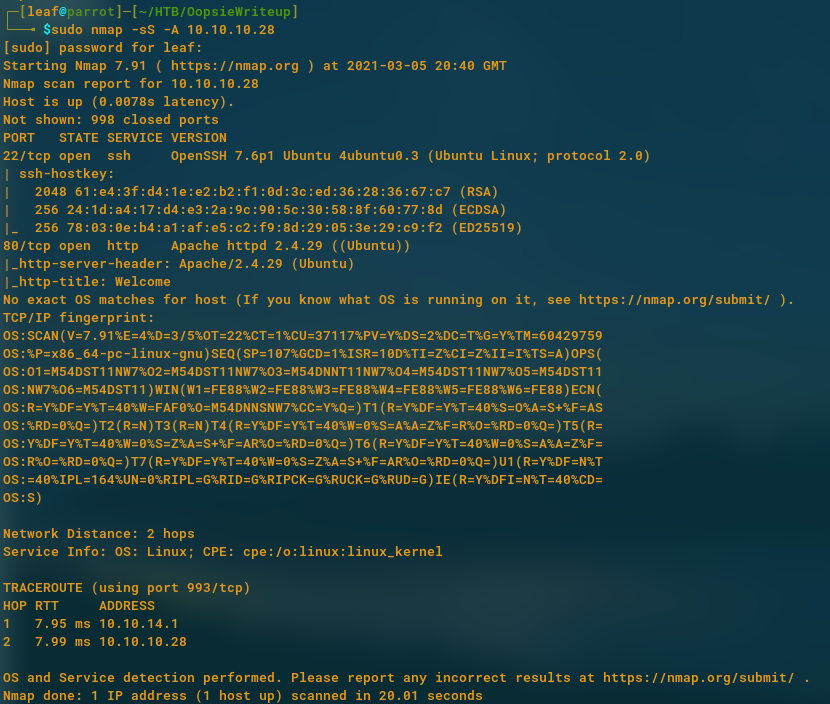 ┌─[leaf@parrot]─[~/HTB/OopsieWriteup]
└──╼ $sudo nmap -sS -A 10.10.10.28
[sudo] password for leaf:
Starting Nmap 7.91 ( https://nmap.org ) at 2021-03-05 20:40 GMT
Nmap scan report for 10.10.10.28
Host is up (0.0078s latency).
Not shown: 998 closed ports
PORT   STATE SERVICE VERSION
22/tcp open  ssh     OpenSSH 7.6p1 Ubuntu 4ubuntu0.3 (Ubuntu Linux; protocol 2.0)
| ssh-hostkey:
|   2048 61:e4:3f:d4:1e:e2:b2:f1:0d:3c:ed:36:28:36:67:c7 (RSA)
|   256 24:1d:a4:17:d4:e3:2a:9c:90:5c:30:58:8f:60:77:8d (ECDSA)
|_  256 78:03:0e:b4:a1:af:e5:c2:f9:8d:29:05:3e:29:c9:f2 (ED25519)
80/tcp open  http    Apache httpd 2.4.29 ((Ubuntu))
|_http-server-header: Apache/2.4.29 (Ubuntu)
|_http-title: Welcome
No exact OS matches for host (If you know what OS is running on it, see https://nmap.org/submit/ ).
TCP/IP fingerprint:
OS:SCAN(V=7.91%E=4%D=3/5%OT=22%CT=1%CU=37117%PV=Y%DS=2%DC=T%G=Y%TM=60429759
OS:%P=x86_64-pc-linux-gnu)SEQ(SP=107%GCD=1%ISR=10D%TI=Z%CI=Z%II=I%TS=A)OPS(
OS:O1=M54DST11NW7%O2=M54DST11NW7%O3=M54DNNT11NW7%O4=M54DST11NW7%O5=M54DST11
OS:NW7%O6=M54DST11)WIN(W1=FE88%W2=FE88%W3=FE88%W4=FE88%W5=FE88%W6=FE88)ECN(
OS:R=Y%DF=Y%T=40%W=FAF0%O=M54DNNSNW7%CC=Y%Q=)T1(R=Y%DF=Y%T=40%S=O%A=S+%F=AS
OS:%RD=0%Q=)T2(R=N)T3(R=N)T4(R=Y%DF=Y%T=40%W=0%S=A%A=Z%F=R%O=%RD=0%Q=)T5(R=
OS:Y%DF=Y%T=40%W=0%S=Z%A=S+%F=AR%O=%RD=0%Q=)T6(R=Y%DF=Y%T=40%W=0%S=A%A=Z%F=
OS:R%O=%RD=0%Q=)T7(R=Y%DF=Y%T=40%W=0%S=Z%A=S+%F=AR%O=%RD=0%Q=)U1(R=Y%DF=N%T
OS:=40%IPL=164%UN=0%RIPL=G%RID=G%RIPCK=G%RUCK=G%RUD=G)IE(R=Y%DFI=N%T=40%CD=
OS:S)

Network Distance: 2 hops
Service Info: OS: Linux; CPE: cpe:/o:linux:linux_kernel

TRACEROUTE (using port 993/tcp)
HOP RTT     ADDRESS
1   7.95 ms 10.10.14.1
2   7.99 ms 10.10.10.28

OS and Service detection performed. Please report any incorrect results at https://nmap.org/submit/ .
Nmap done: 1 IP address (1 host up) scanned in 20.01 seconds